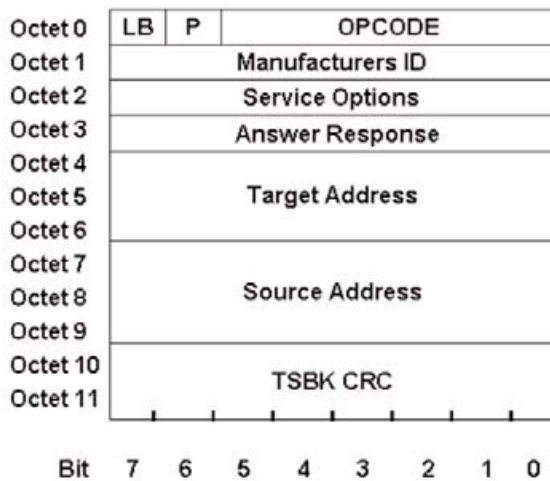 Octet 0 LB P OPCODE
Octet 1 Manufacturers ID
Octet 2 Service Options
Octet 3 Answer Response
Octet 4
Octet 5 Target Address
Octet 6
Octet 7
Octet 8 Source Address
Octet 9
Octet 10
TSBK CRC
Octet 11
Bit 7 6 5 4 3 2 1 0